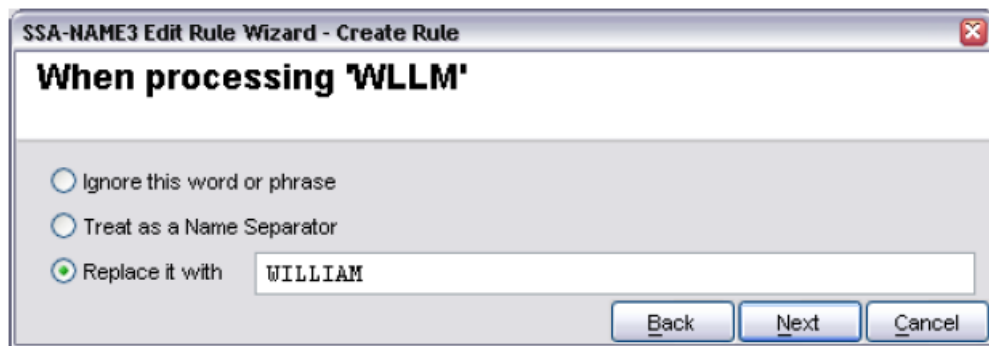 SSA-NAME3 Edit Rule Wizard - Create Rule
When processing 'WLLM'
Ignore this word or phrase
Treat as a Name Separator
Replace it with WILLIAM
Back Next Cancel